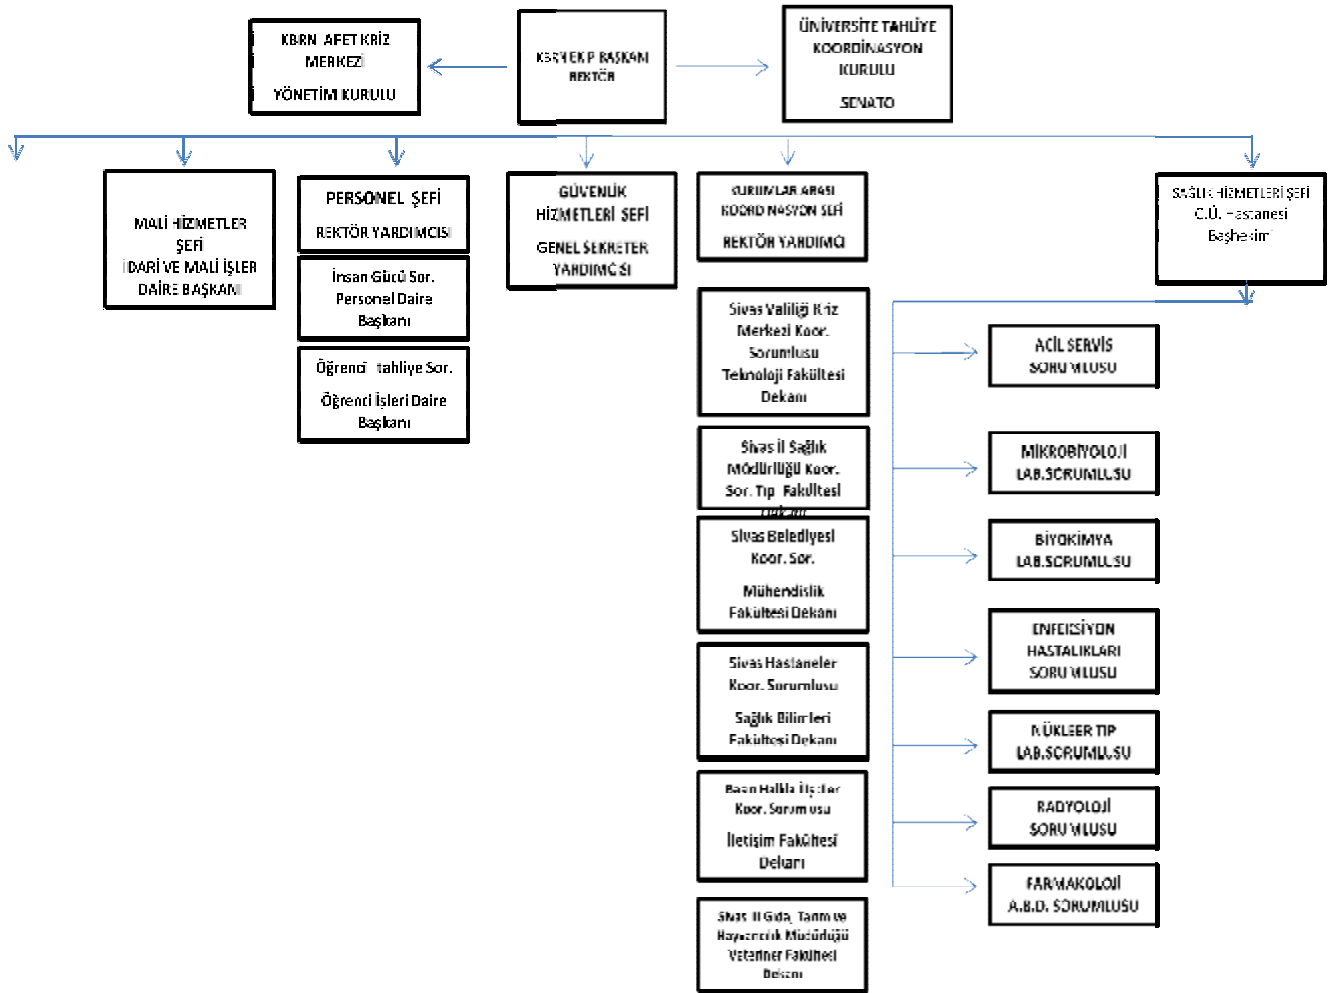 KBRN AFET KRİZ
MERKEZİ
YÖNETİM KURULU
KBRN EKİP BAŞKANI
REKTÖR
ÜNİVERSİTE TAHLİYE
KOORDİNASYON
KURULU
SENATO
MALİ HİZMETLER
ŞEFİ
İDARİ VE MALİ İŞLER
DAİRE BAŞKANI
PERSONEL ŞEFİ
REKTÖR YARDIMCISI
İnsan Gücü Sor.
Personel Daire
Başkanı
Öğrenci tahliye Sor.
Öğrenci İşleri Daire
Başkanı
GÜVENLİK
HİZMETLERİ ŞEFİ
GENEL SEKRETER
YARDIMCISI
KURUMLAR ARASI
KOORDİNASYON ŞEFİ
REKTÖR YARDIMCI
Sivas Valiliği Kriz
Merkezi Koor.
Sorumlusu
Teknoloji Fakültesi
Dekanı
Sivas İl Sağlık
Müdürlüğü Koor.
Sor. Tıp Fakültesi
Dekanı
Sivas Belediyesi
Koor. Sor.
Mühendislik
Fakültesi Dekanı
Sivas Hastaneler
Koor. Sorumlusu
Sağlık Bilimleri
Fakültesi Dekanı
Basın Halkla İlişkiler
Koor. Sorumlusu
İletişim Fakültesi
Dekanı
Sivas İl Gıda, Tarım ve
Hayvancılık Müdürlüğü
Veteriner Fakültesi
Dekanı
SAĞLIK HİZMETLERİ ŞEFİ
C.Ü. Hastanesi
Başhekimi
ACİL SERVİS
SORUMLUSU
MİKROBİYOLOJİ
LAB.SORUMLUSU
BİYOKİMYA
LAB.SORUMLUSU
ENFEKSİYON
HASTALIKLARI
SORUMLUSU
NÜKLEER TIP
LAB.SORUMLUSU
RADYOLOJİ
SORUMLUSU
FARMAKOLOJİ
A.B.D. SORUMLUSU